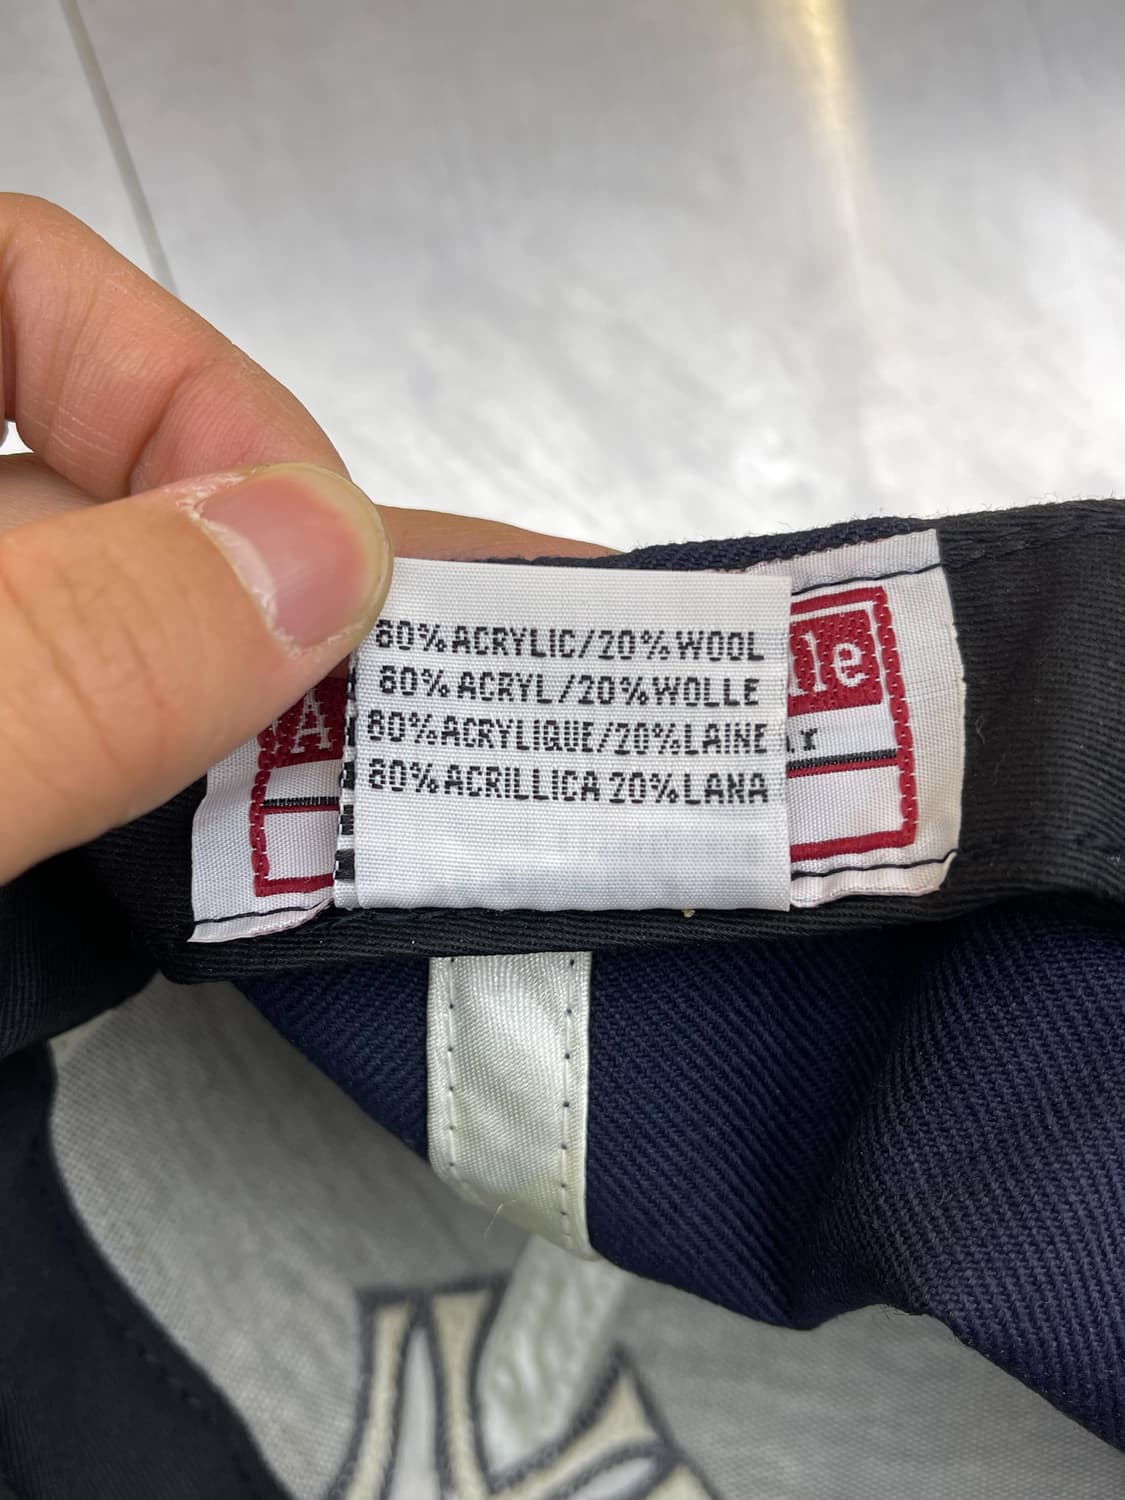 80%ACRYLIC/20%WOOL
80%ACRYL/20%WOLLE
80%ACRYLIQUE/20%LAINE
80%ACRILLICA 20%LANA